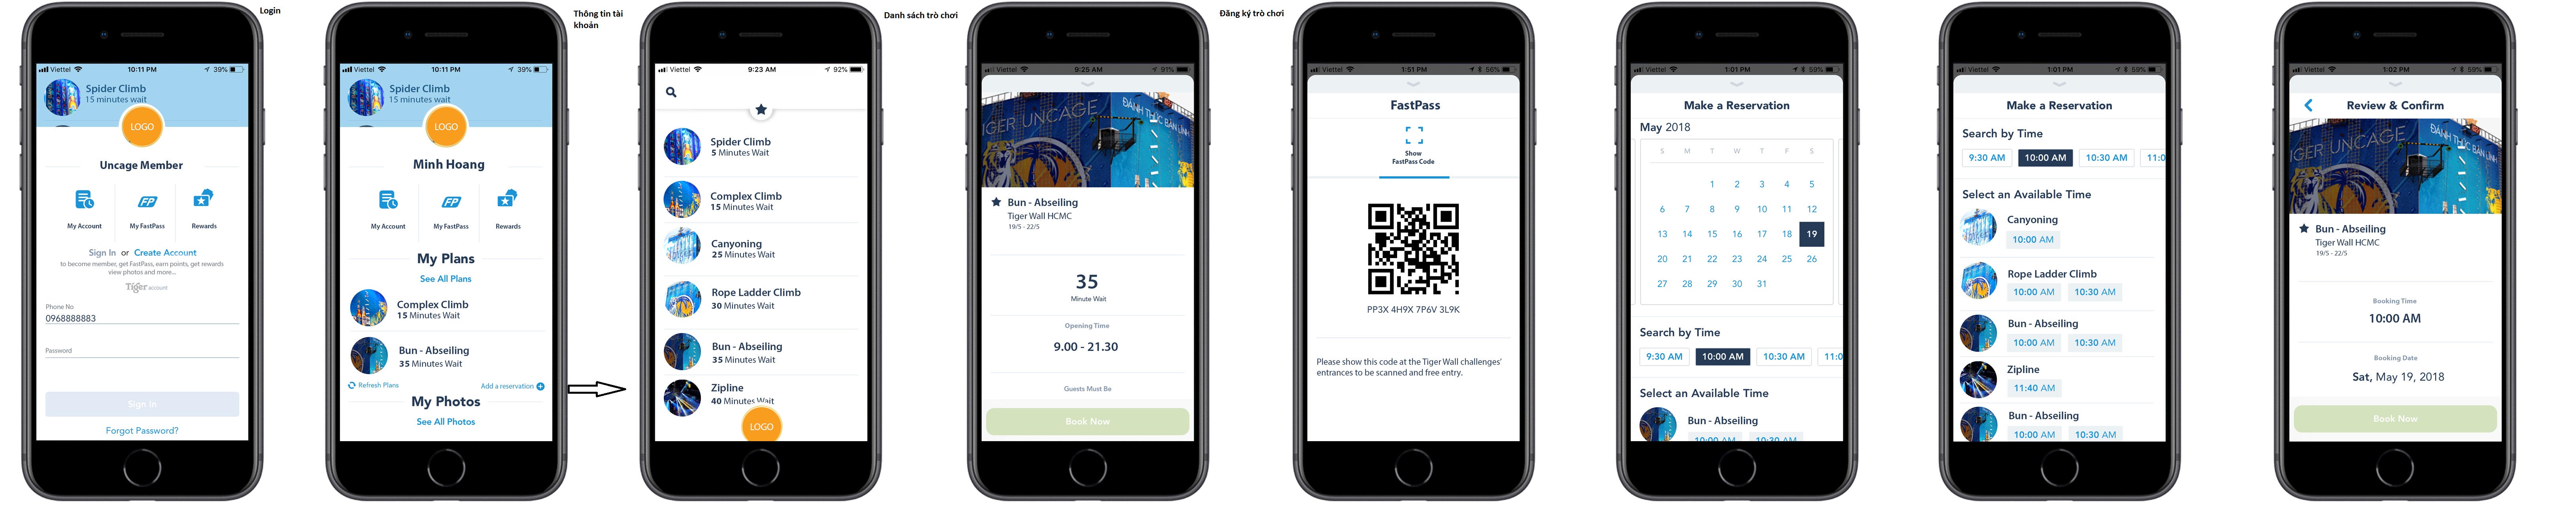 Login
Viettel 10:11 PM 39%
Spider Climb
15 minutes wait
LOGO
Uncage Member
My Account
FP
My FastPass
Rewards
Sign In or Create Account
to become member, get FastPass, earn points, get rewards
view photos and more...
Tiger account
Phone No
0968888883
Password
Sign In
Forgot Password?
Thông tin tài
khoản
Viettel 10:11 PM 39%
Spider Climb
15 minutes wait
LOGO
Minh Hoang
My Account
FP
My FastPass
Rewards
My Plans
See All Plans
Complex Climb
15 Minutes Wait
Bun - Abseiling
35 Minutes Wait
Refresh Plans
Add a reservation
My Photos
See All Photos
Danh sách trò chơi
Viettel 9:23 AM 92%
Spider Climb
5 Minutes Wait
Complex Climb
15 Minutes Wait
Canyoning
25 Minutes Wait
Rope Ladder Climb
30 Minutes Wait
Bun - Abseiling
35 Minutes Wait
Zipline
40 Minutes Wait
LOGO
Đăng ký trò chơi
Viettel 9:25 AM 91%
IGER UNCAGE
ĐÁNH THỨC BẢN LĨNH
Bun - Abseiling
Tiger Wall HCMC
19/5 - 22/5
35
Minute Wait
Opening Time
9.00 - 21.30
Guests Must Be
Book Now
Viettel 1:51 PM 56%
FastPass
Show
FastPass Code
PP3X 4H9X 7P6V 3L9K
Please show this code at the Tiger Wall challenges'
entrances to be scanned and free entry.
Viettel 1:01 PM 59%
Make a Reservation
May 2018
S M T W T F S
1 2 3 4 5
6 7 8 9 10 11 12
13 14 15 16 17 18 19
20 21 22 23 24 25 26
27 28 29 30 31
Search by Time
9:30 AM 10:00 AM 10:30 AM 11:0
Select an Available Time
Bun - Abseiling
10:00 AM 10:30 AM
Viettel 1:01 PM 59%
Make a Reservation
Search by Time
9:30 AM 10:00 AM 10:30 AM 11:0
Select an Available Time
Canyoning
10:00 AM
Rope Ladder Climb
10:00 AM 10:30 AM
Bun - Abseiling
10:00 AM 10:30 AM
Zipline
11:40 AM
Bun - Abseiling
10:00 AM 10:30 AM
Viettel 1:02 PM 59%
Review & Confirm
IGER UNCAGE
ĐÁNH THỨC BẢN LĨNH
Bun - Abseiling
Tiger Wall HCMC
19/5 - 22/5
Booking Time
10:00 AM
Booking Date
Sat, May 19, 2018
Book Now